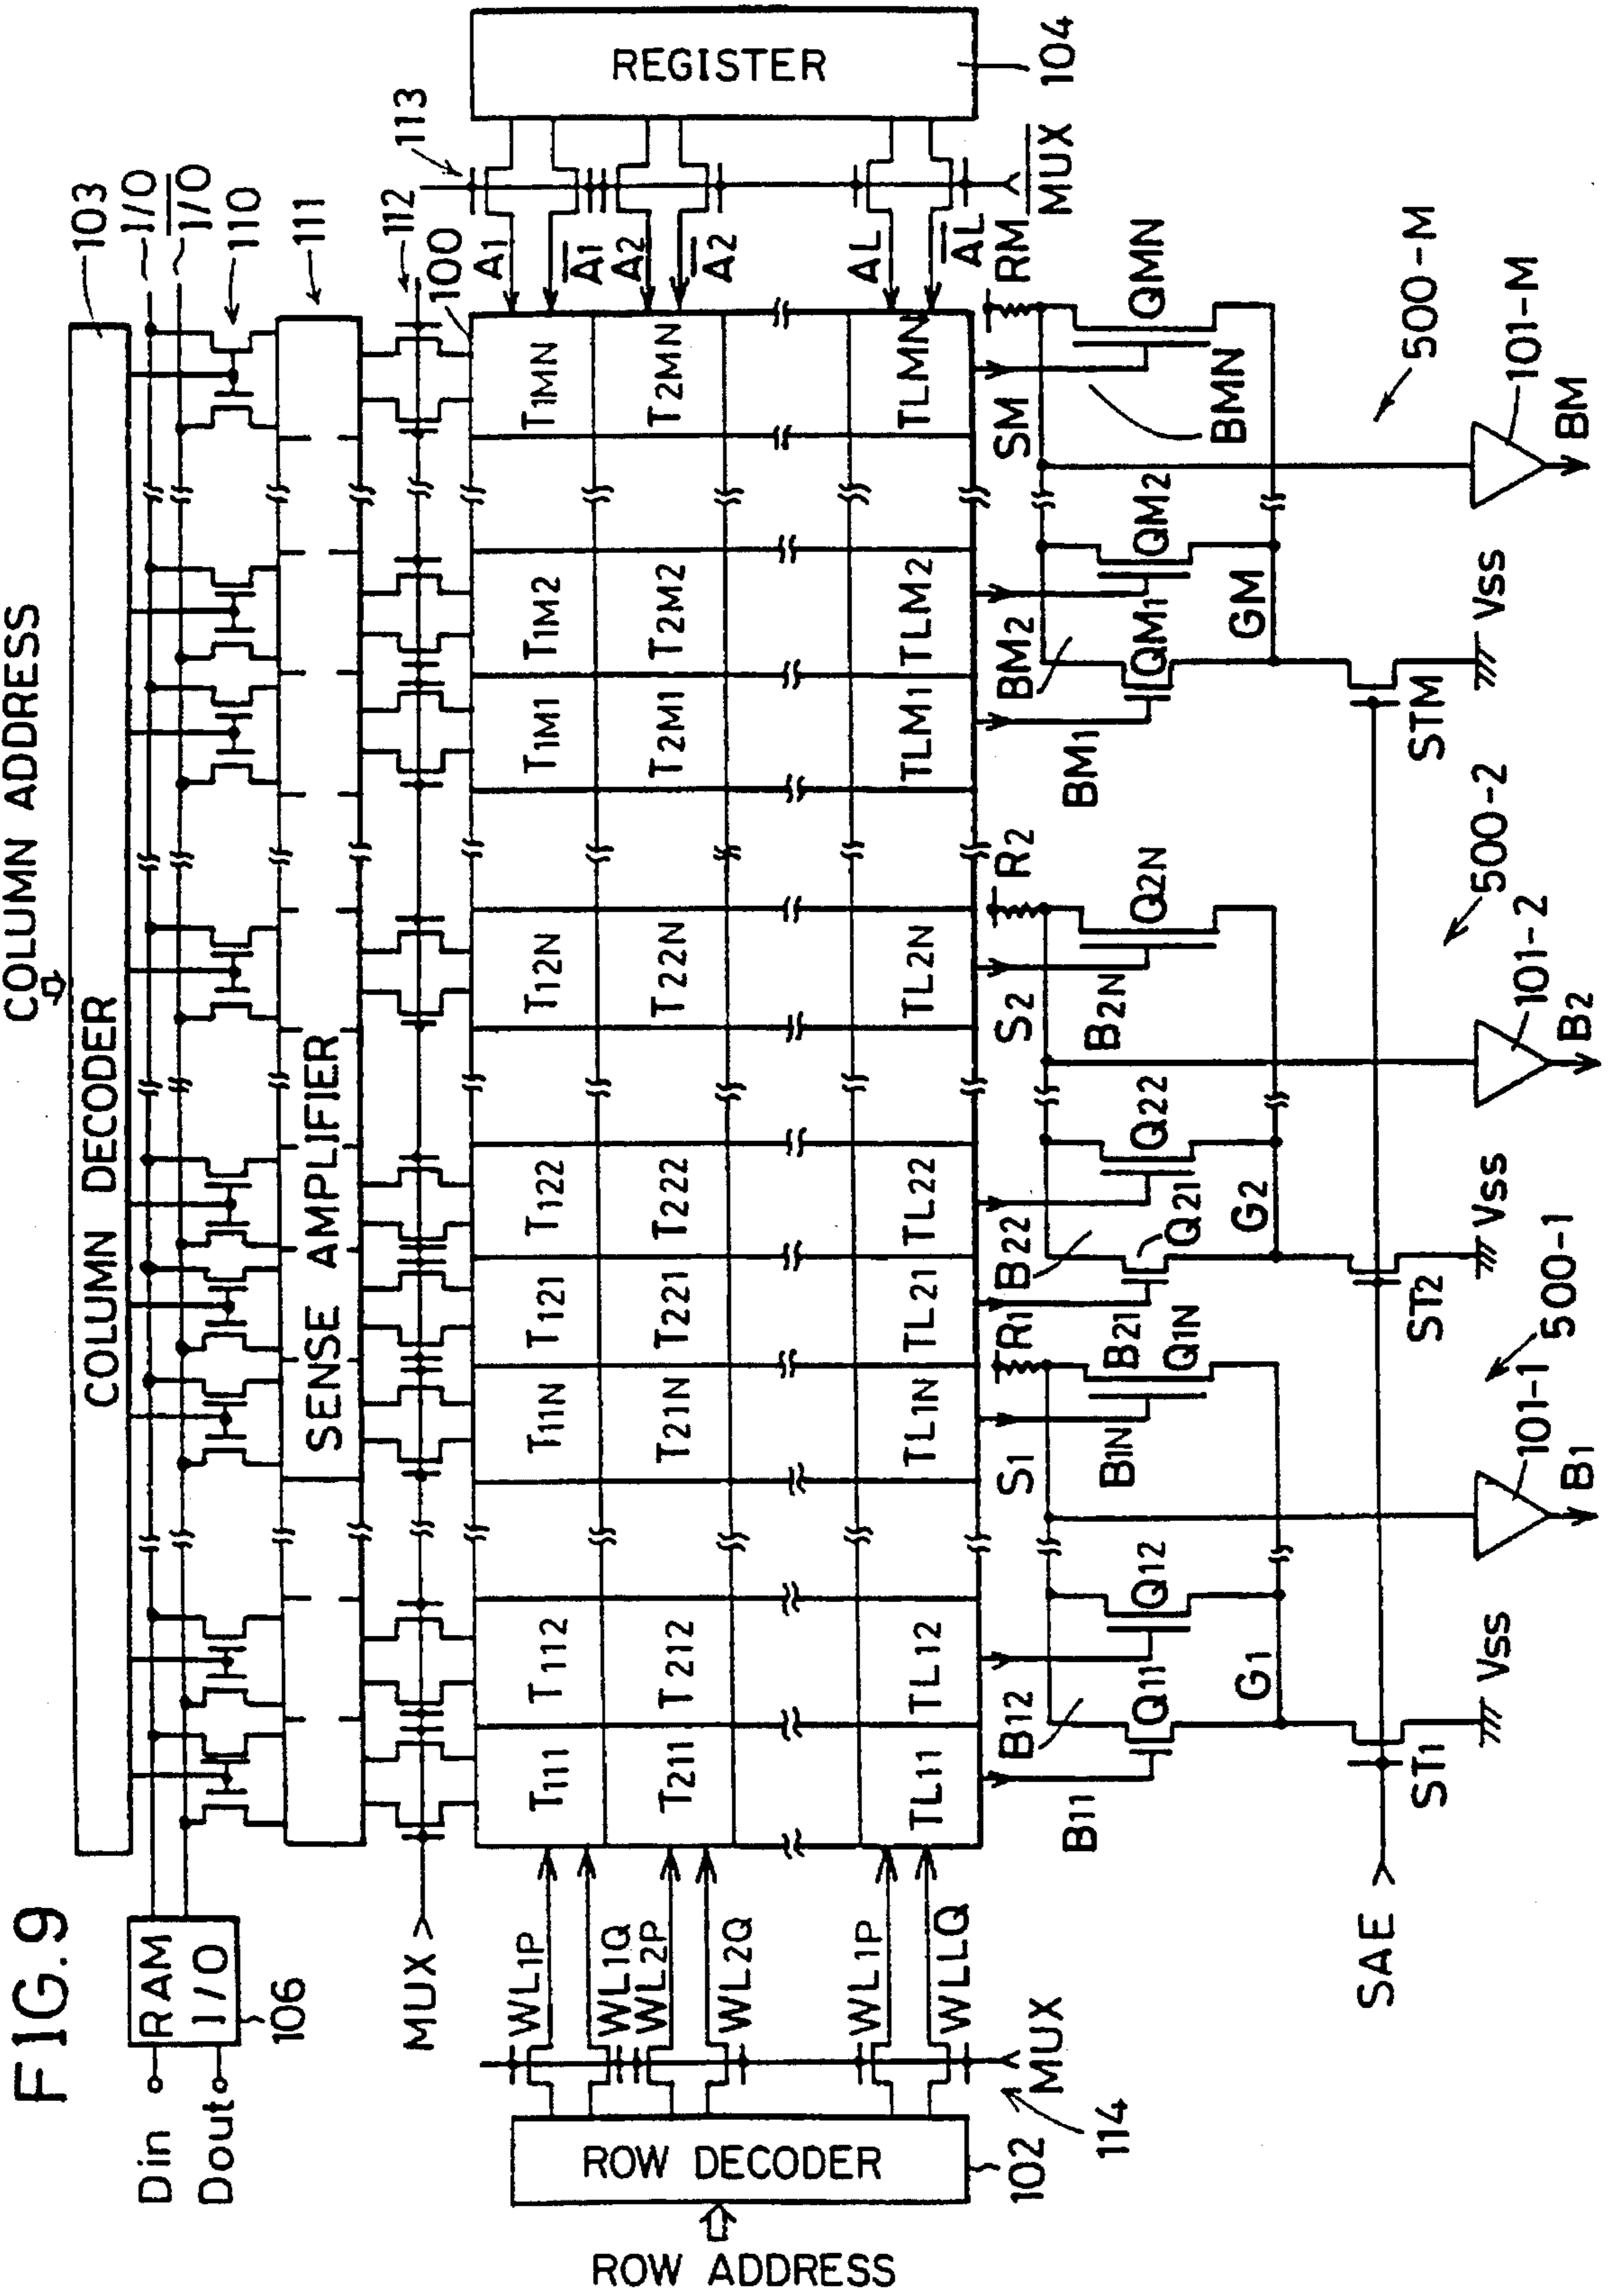 FIG.9
COLUMN ADDRESS
COLUMN DECODER
103
I/O
I/O
110
RAM
I/O
106
Din
Dout
SENSE AMPLIFIER
111
112
113
MUX
100
REGISTER
104
ROW DECODER
102
ROW ADDRESS
114
MUX
MUX
WL1P
WL1Q
WL2P
WL2Q
WL1P
WLLQ
A1
A1
A2
A2
AL
AL
T111 T112 T11N T121 T122 T12N T1M1 T1M2 T1MN
T211 T212 T21N T221 T222 T22N T2M1 T2M2 T2MN
TL11 TL12 TL1N TL21 TL22 TL2N TLM1 TLM2 TLMN
B11 B12 S1 R1 S2 R2 BM1 BM2 SM RM
Q11 Q12 B1N Q1N
B21 B22 Q21 Q22 B2N Q2N
QM1 QM2 BMN QMN
G1 G2 GM
SAE
ST1 ST2 STM
Vss Vss Vss
101-1 500-1
101-2 500-2
101-M 500-M
B1 B2 BM